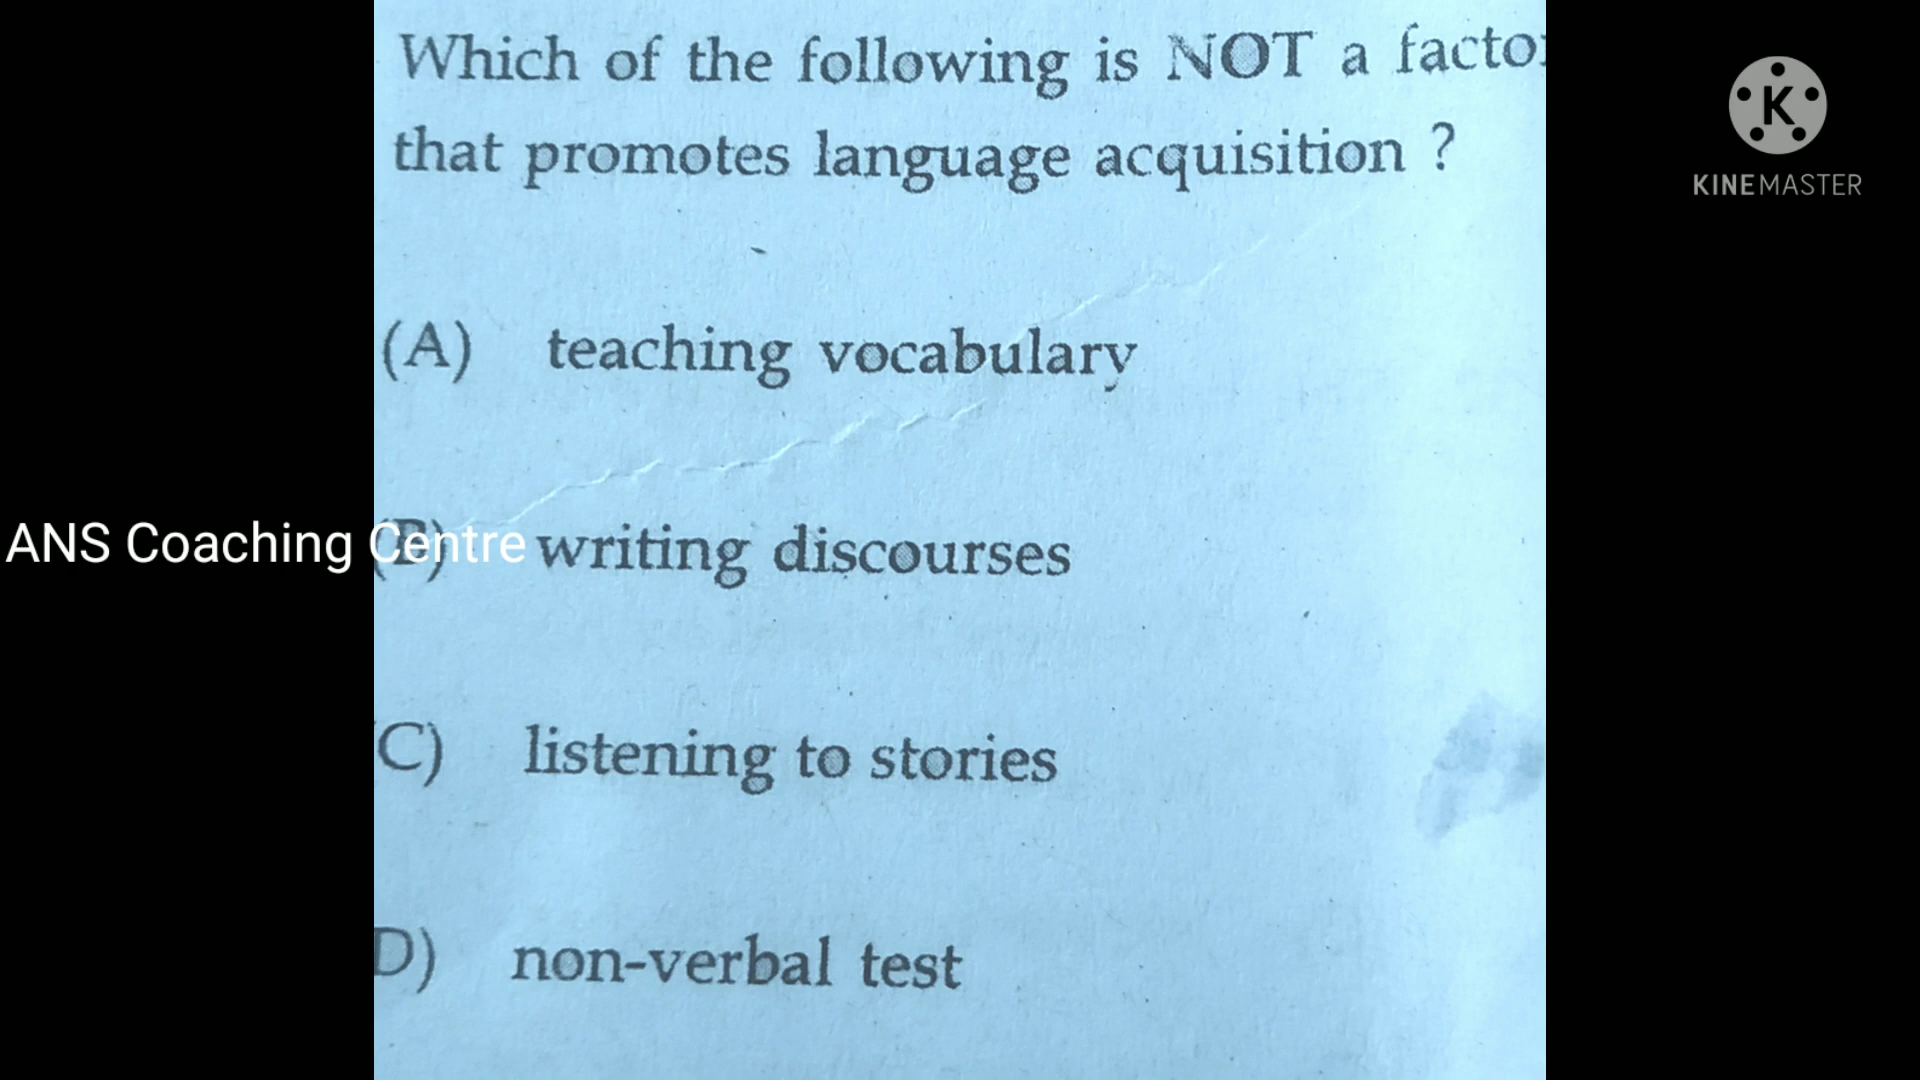 Which of the following is NOT a
that promotes language acquisition ?
(A) teaching vocabulary
(B) writing discourses
C) listening to stories
D) non-verbal test
ANS Coaching Centre
K
KINEMASTER